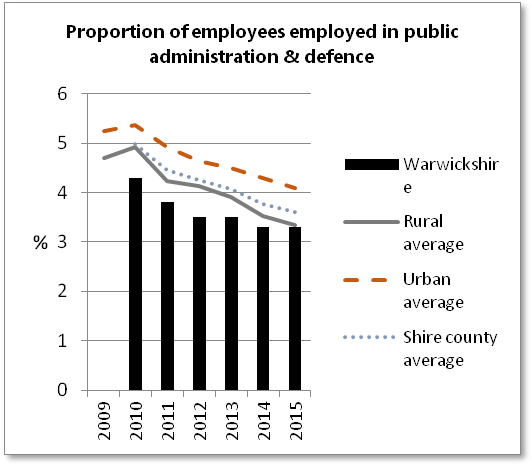 Proportion of employees employed in public
administration & defence
6
5
4
3
2
1
0
%
2009
2010
2011
2012
2013
2014
2015
Warwickshir
e
Rural
average
Urban
average
Shire county
average